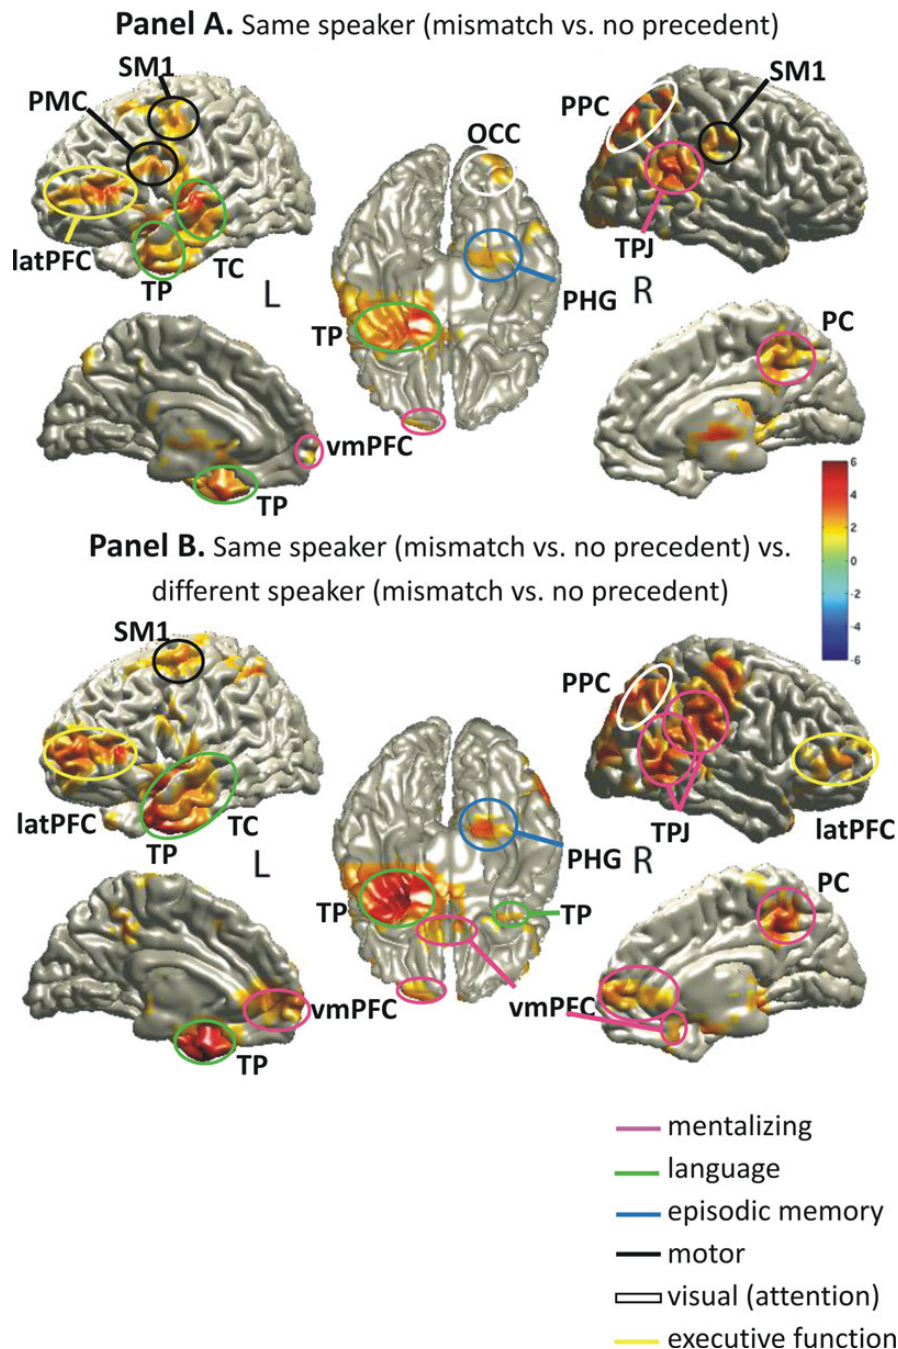 Panel A. Same speaker (mismatch vs. no precedent)
SM1
PMC
latPFC
TP
TC
L
OCC
PHG
TP
vmPFC
TP
PPC
SM1
TPJ
R
PC
6
4
2
0
-2
-4
-6
Panel B. Same speaker (mismatch vs. no precedent) vs.
different speaker (mismatch vs. no precedent)
SM1
latPFC
TP
TC
L
PHG
TP
TP
vmPFC
TP
vmPFC
PPC
TPJ
latPFC
R
PC
mentalizing
language
episodic memory
motor
visual (attention)
executive function